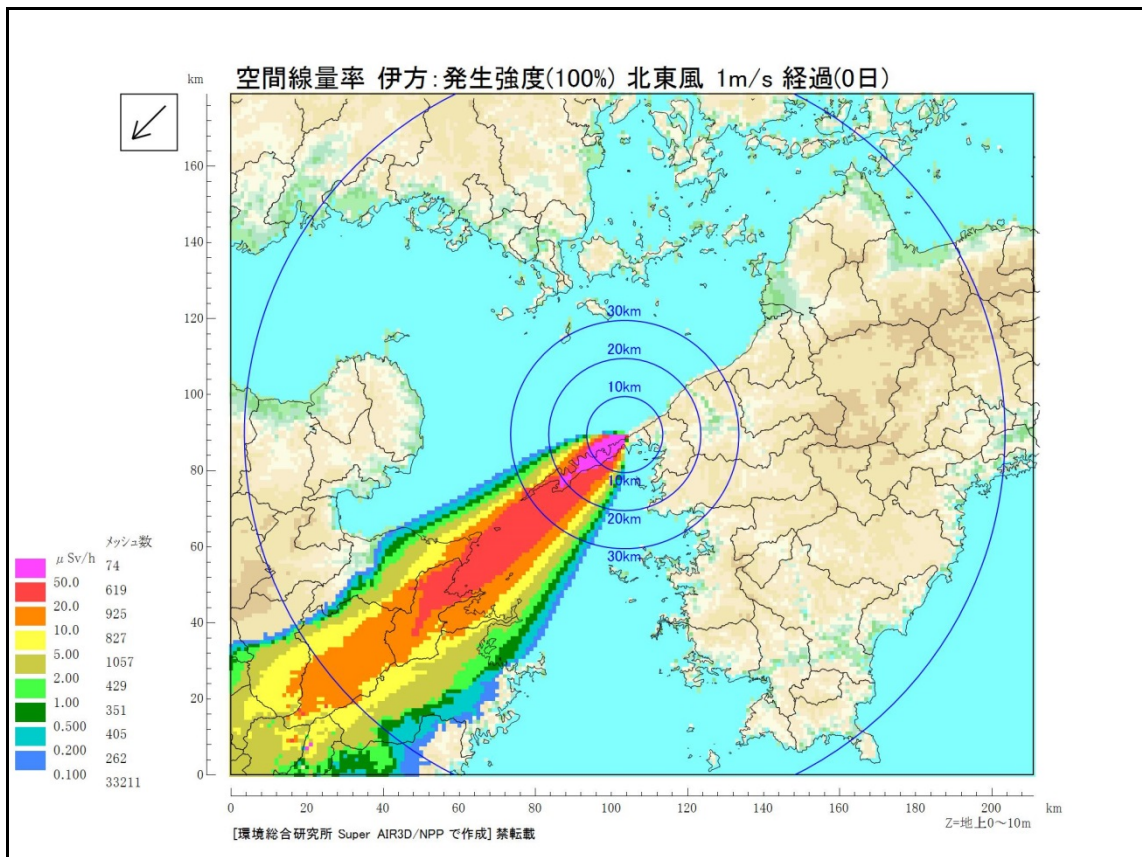 空間線量率 伊方：発生強度(100%) 北東風 1m/s 経過(0日)
km
160
140
120
100
80
60
40
20
0
30km
20km
10km
10km
20km
30km
μSv/h メッシュ数
74
50.0
619
20.0
925
10.0
827
5.00
1057
2.00
429
1.00
351
0.500
405
0.200
262
0.100
33211
0 20 40 60 80 100 120 140 160 180 200 km
Z=地上0～10m
[環境総合研究所 Super AIR3D/NPP で作成] 禁転載